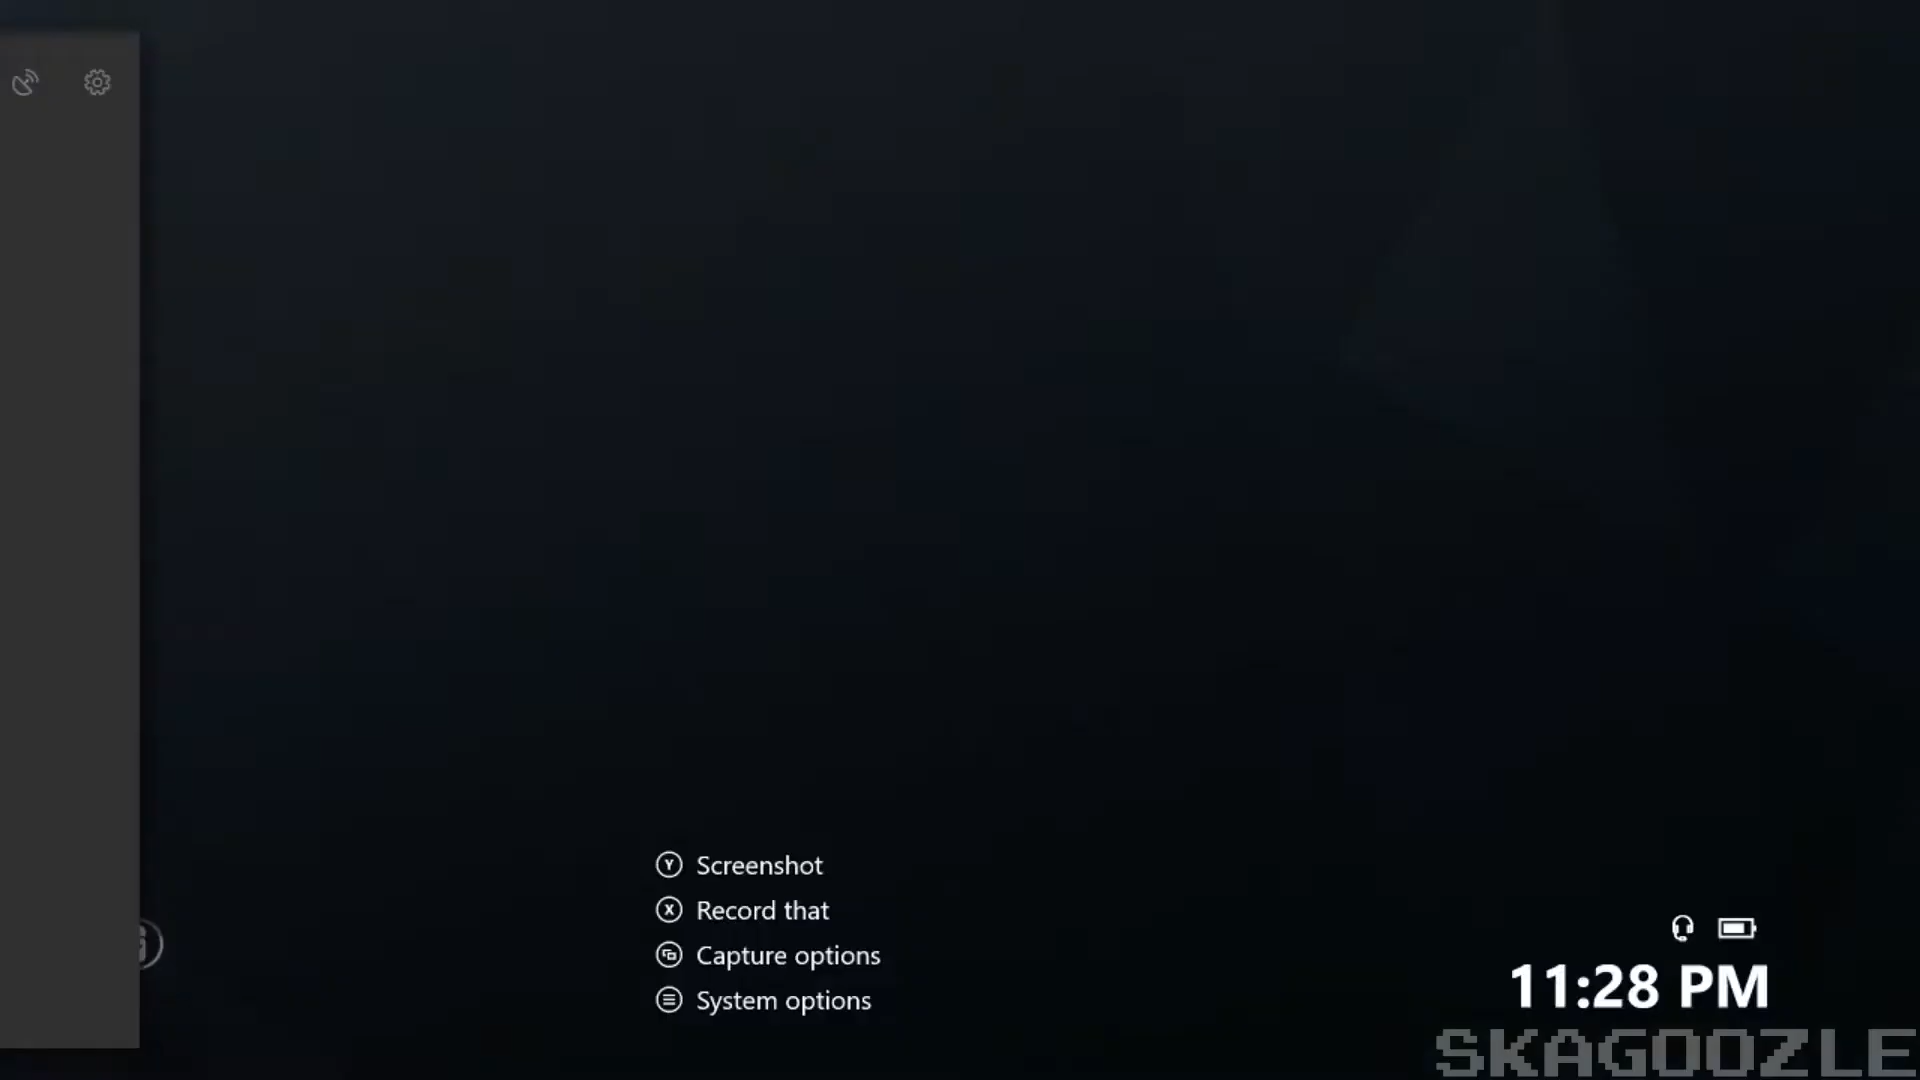 Y Screenshot
X Record that
Capture options
System options
11:28 PM
SKAGOOZLE